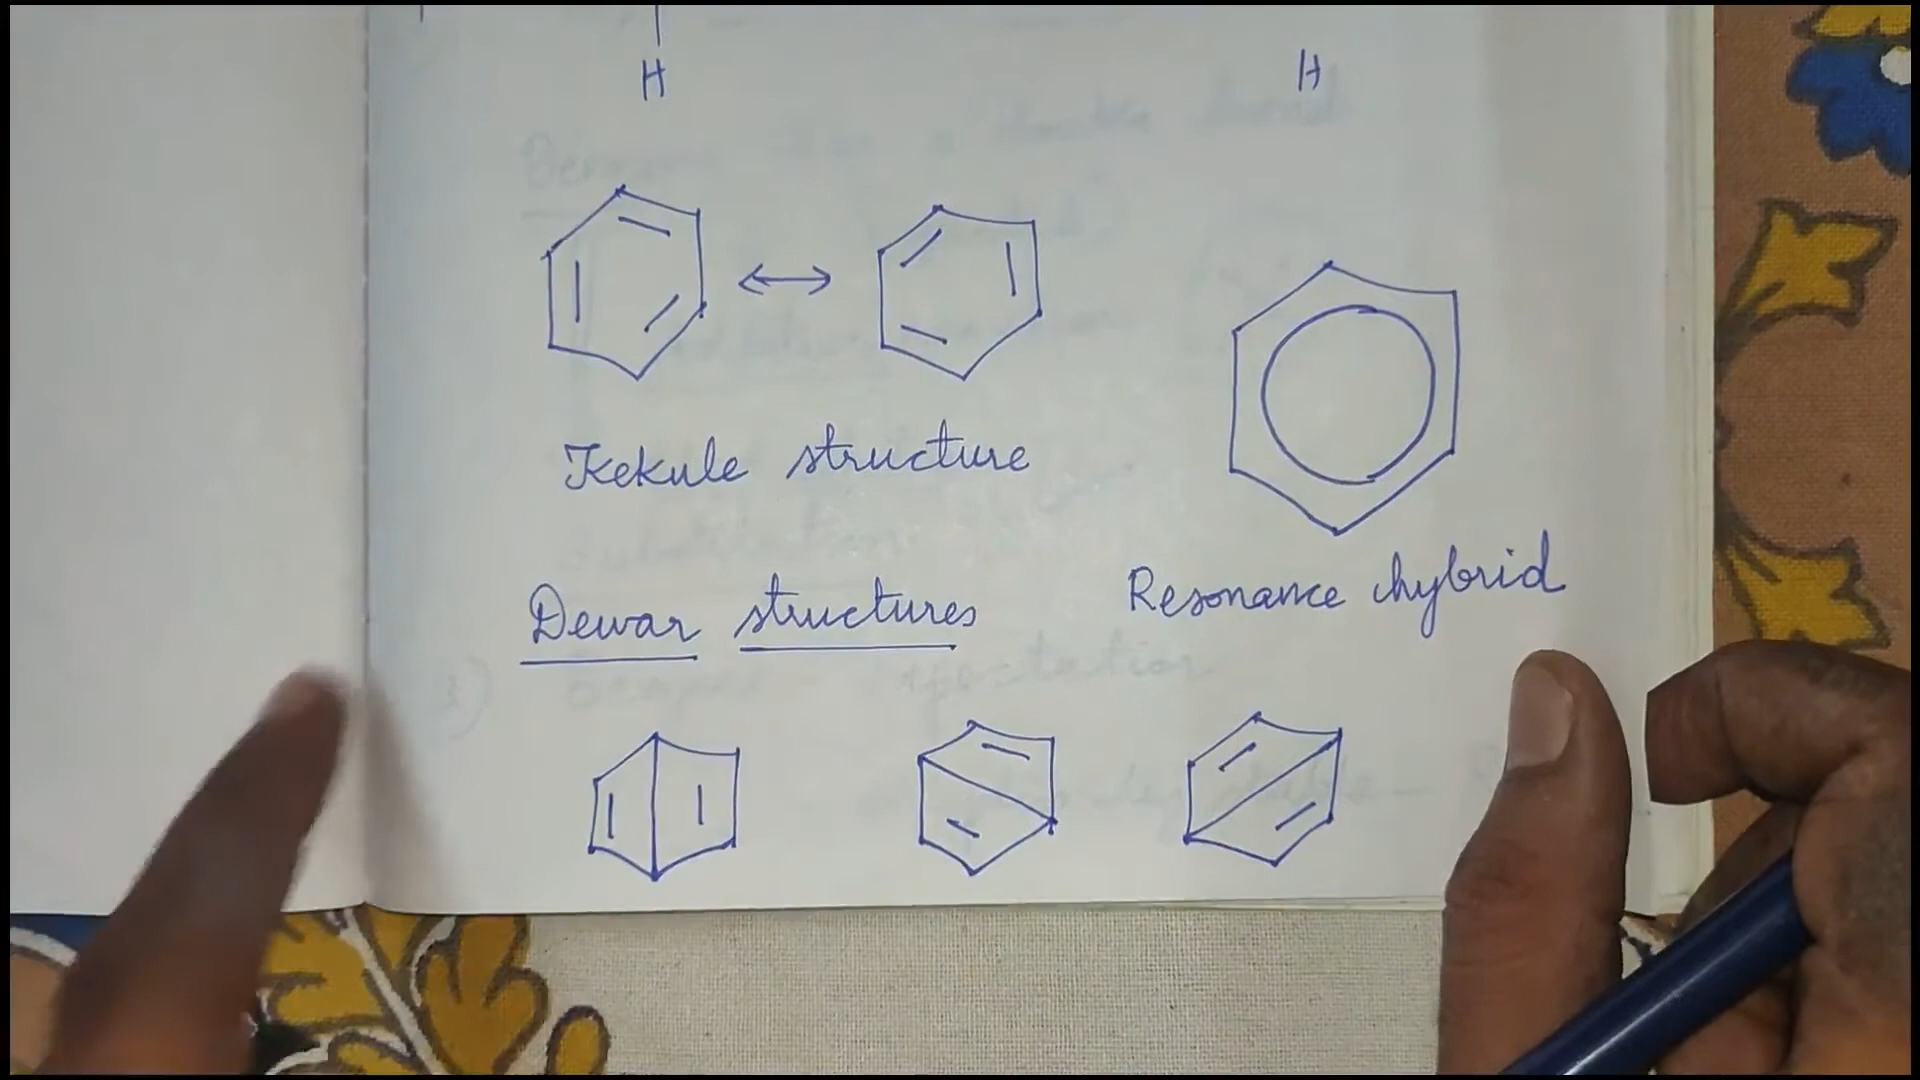 H H
Kekule structure
Resonance hybrid
Dewar structures